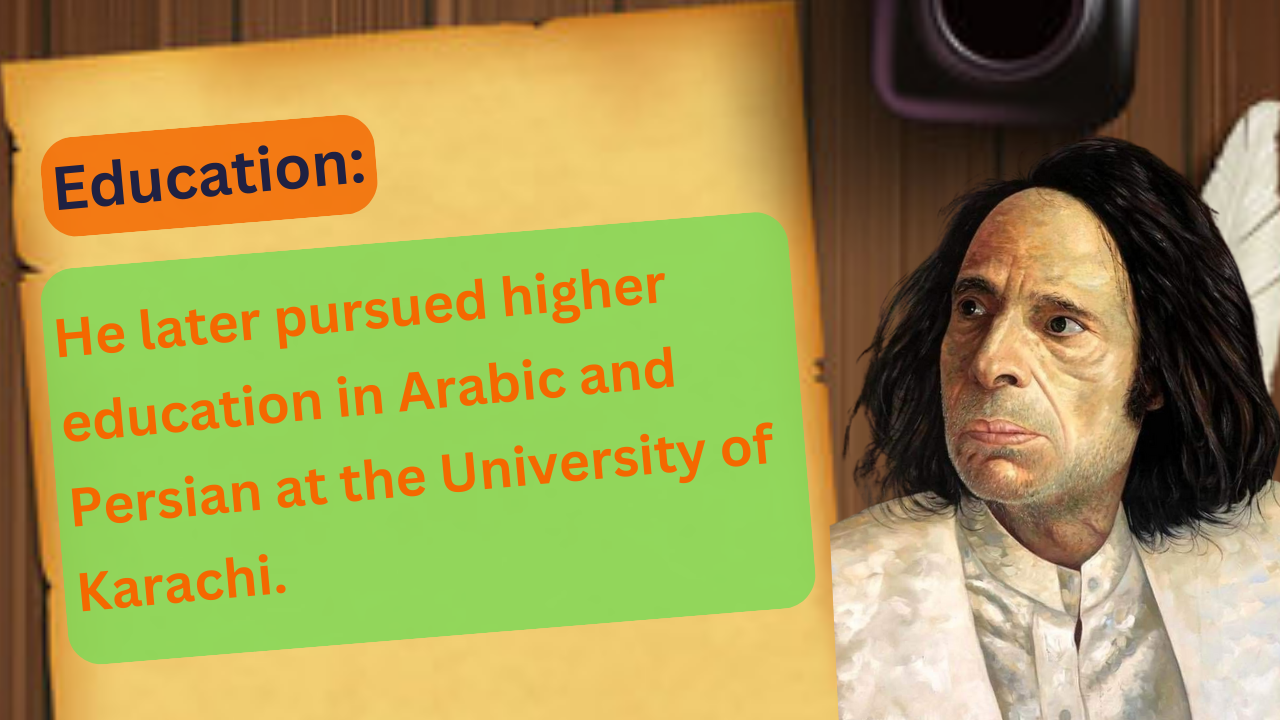 Education:
He later pursued higher
education in Arabic and
Persian at the University of
Karachi.